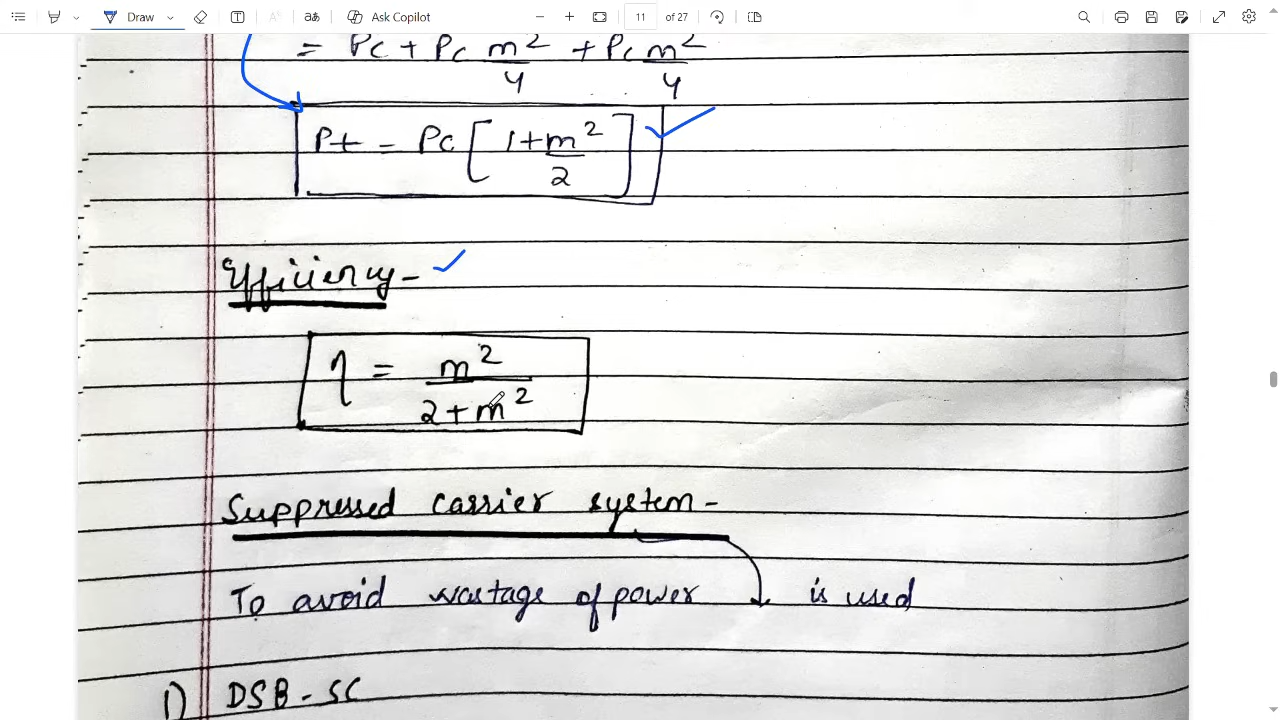 Draw
Ask Copilot
11 of 27
= Pc + Pc m²/4 + Pc m²/4
Pt = Pc [1+m²/2]
Efficiency -
η = m²/2+m²
Suppressed carrier system -
To avoid wastage of power is used
1) DSB - SC